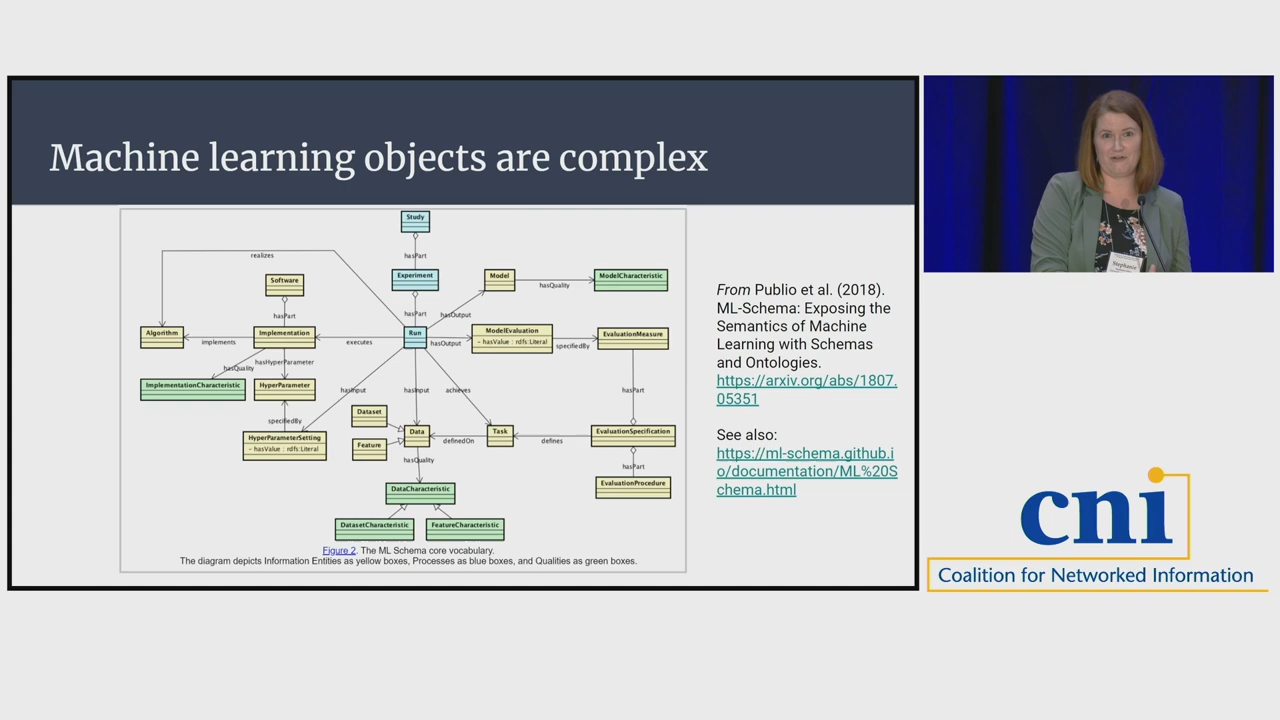 Machine learning objects are complex
Study
hasPart
realizes
Software
Experiment
Model
ModelCharacteristic
hasQuality
hasPart
hasPart
hasOutput
Algorithm
Implementation
Run
ModelEvaluation
- hasValue : rdfs:Literal
EvaluationMeasure
implements
executes
hasOutput
specifiedBy
hasQuality
hasHyperParameter
ImplementationCharacteristic
HyperParameter
hasInput
hasInput
achieves
hasPart
specifiedBy
Dataset
Feature
Data
Task
EvaluationSpecification
HyperParameterSetting
- hasValue : rdfs:Literal
definedOn
defines
hasQuality
hasPart
DataCharacteristic
EvaluationProcedure
DatasetCharacteristic
FeatureCharacteristic
Figure 2. The ML Schema core vocabulary.
The diagram depicts Information Entities as yellow boxes, Processes as blue boxes, and Qualities as green boxes.
From Publio et al. (2018).
ML-Schema: Exposing the
Semantics of Machine
Learning with Schemas
and Ontologies.
https://arxiv.org/abs/1807.
05351
See also:
https://ml-schema.github.i
o/documentation/ML%20S
chema.html
Stephanie
cni
Coalition for Networked Information